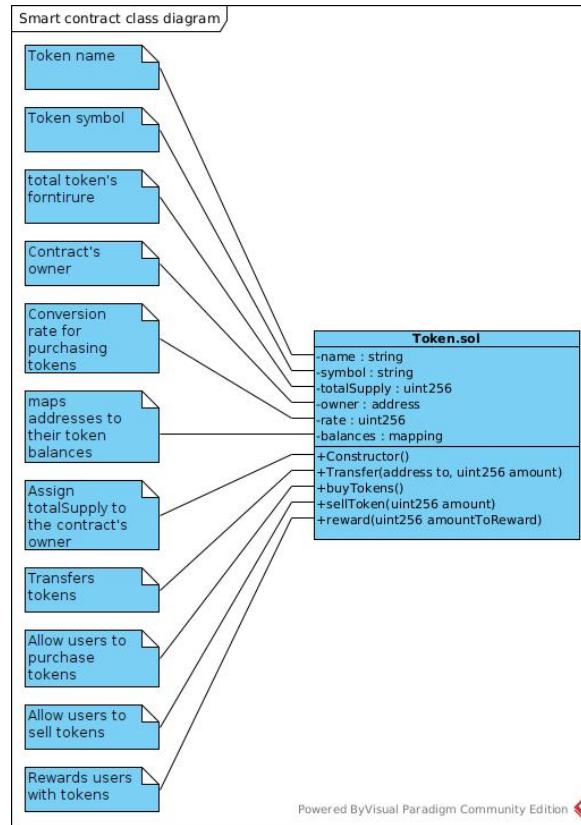 Smart contract class diagram
Token name
Token symbol
total token's
forntirure
Contract's
owner
Conversion
rate for
purchasing
tokens
maps
addresses to
their token
balances
Assign
totalSupply to
the contract's
owner
Transfers
tokens
Allow users to
purchase
tokens
Allow users to
sell tokens
Rewards users
with tokens
Token.sol
-name : string
-symbol : string
-totalSupply : uint256
-owner : address
-rate : uint256
-balances : mapping
+Constructor()
+Transfer(address to, uint256 amount)
+buyTokens()
+sellToken(uint256 amount)
+reward(uint256 amountToReward)
Powered ByVisual Paradigm Community Edition